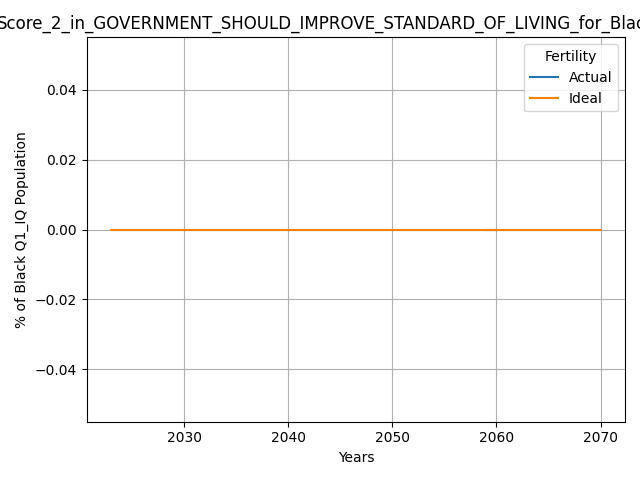 Score_2_in_GOVERNMENT_SHOULD_IMPROVE_STANDARD_OF_LIVING_for_Blac
Fertility
Actual
Ideal
0.04
0.02
0.00
−0.02
−0.04
% of Black Q1_IQ Population
2030 2040 2050 2060 2070
Years